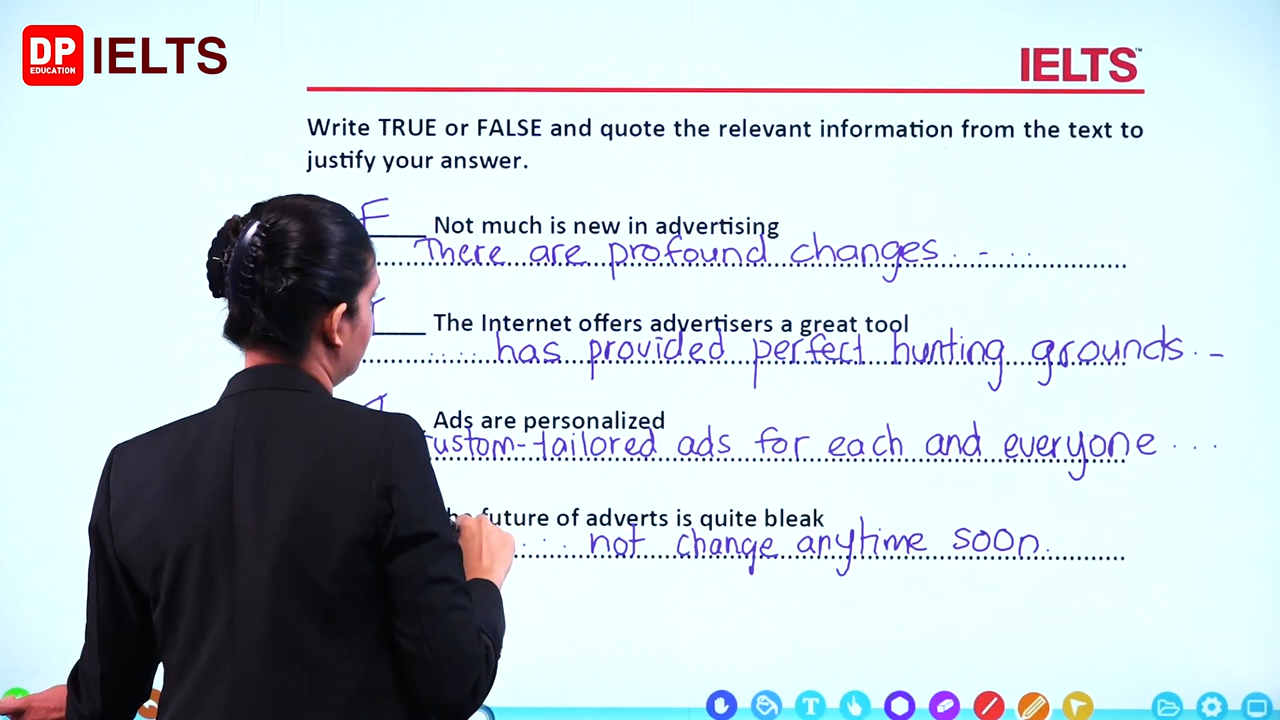 DP EDUCATION IELTS
IELTS™
Write TRUE or FALSE and quote the relevant information from the text to
justify your answer.
F____ Not much is new in advertising
There are profound changes . - . . .
____ The Internet offers advertisers a great tool
. . . . has provided perfect hunting grounds . -
Ads are personalized
custom-tailored ads for each and everyone . . .
future of adverts is quite bleak
. . . not change anytime soon.